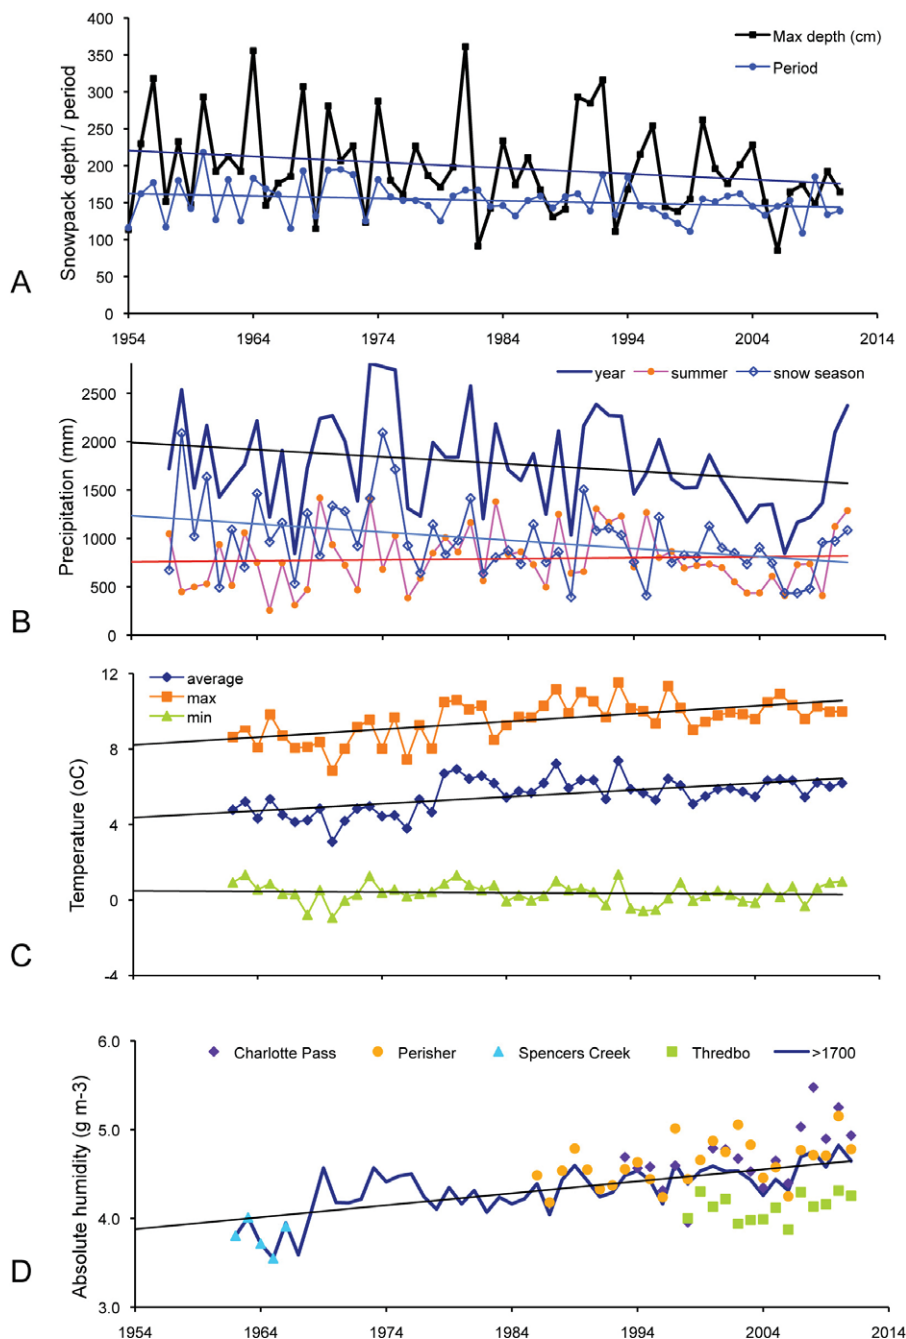 A
Snowpack depth / period
400
350
300
250
200
150
100
50
0
Max depth (cm)
Period
1954
1964
1974
1984
1994
2004
2014
B
Precipitation (mm)
2500
2000
1500
1000
500
0
year
summer
snow season
C
Temperature (oC)
12
8
4
0
-4
average
max
min
D
Absolute humidity (g m-3)
6.0
5.0
4.0
3.0
Charlotte Pass
Perisher
Spencers Creek
Thredbo
>1700
1954
1964
1974
1984
1994
2004
2014